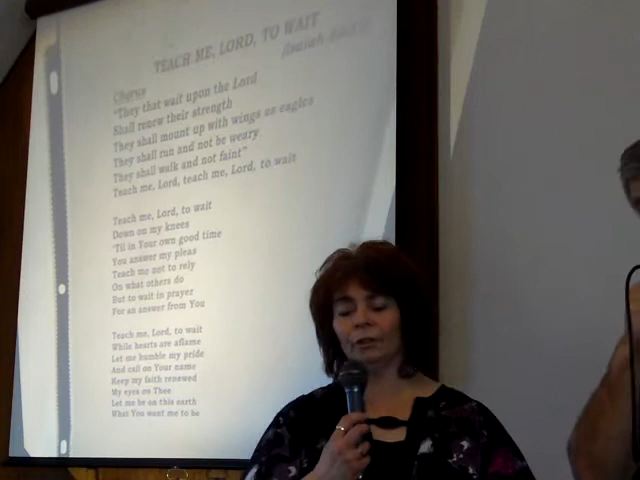 TEACH ME, LORD, TO WAIT
Isaiah
Chorus
"They that wait upon the Lord
Shall renew their strength
They shall mount up with wings as eagles
They shall run and not be weary
They shall walk and not faint"
Teach me, Lord, teach me, Lord, to wait
Teach me, Lord, to wait
Down on my knees
'Til in Your own good time
You answer my pleas
Teach me not to rely
On what others do
But to wait in prayer
For an answer from You
Teach me, Lord, to wait
While hearts are aflame
Let me humble my pride
And call on Your name
Keep my faith renewed
My eyes on Thee
Let me be on this earth
What You want me to be